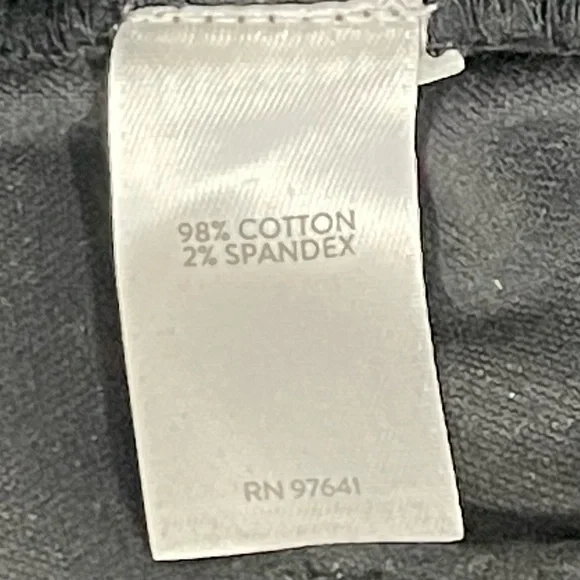 98% COTTON
2% SPANDEX
RN 97641